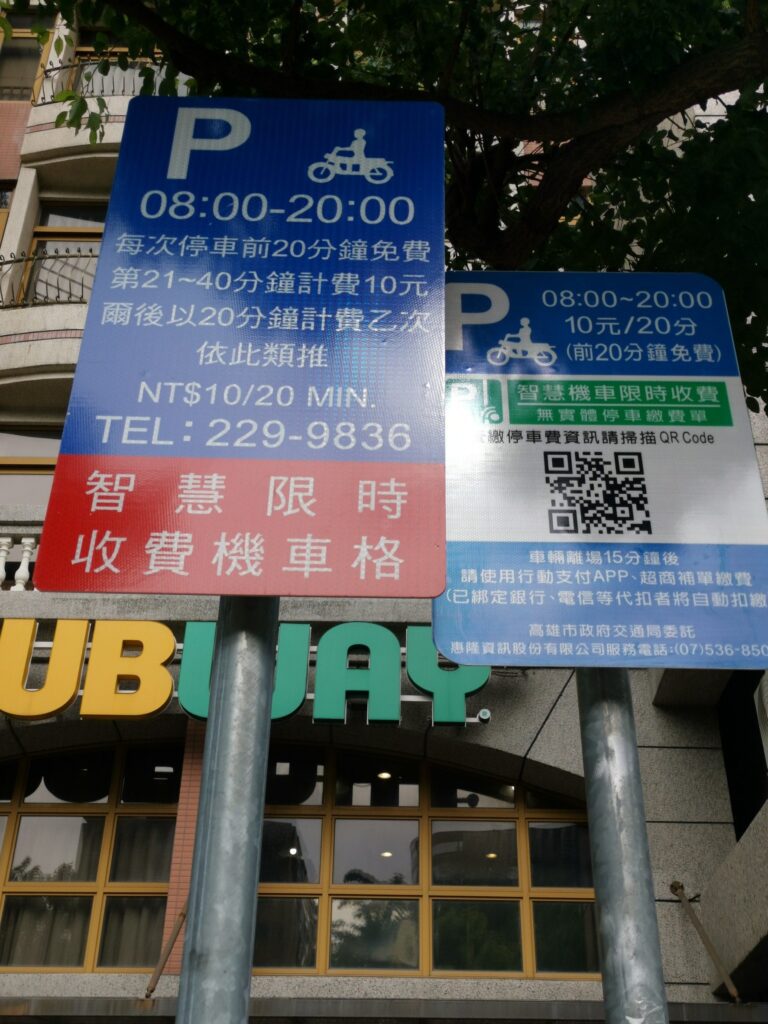 P
08:00-20:00
每次停車前20分鐘免費
第21~40分鐘計費10元
爾後以20分鐘計費乙次
依此類推
NT$10/20 MIN.
TEL: 229-9836
智慧限時
收費機車格
P
08:00~20:00
10元/20分
(前20分鐘免費)
P
智慧機車限時收費
無實體停車繳費單
繳停車費資訊請掃描 QR Code
車輛離場15分鐘後
請使用行動支付APP、超商補單繳費
(已綁定銀行、電信等代扣者將自動扣繳
高雄市政府交通局委託
惠隆資訊股份有限公司服務電話:(07)536-850
UBWAY